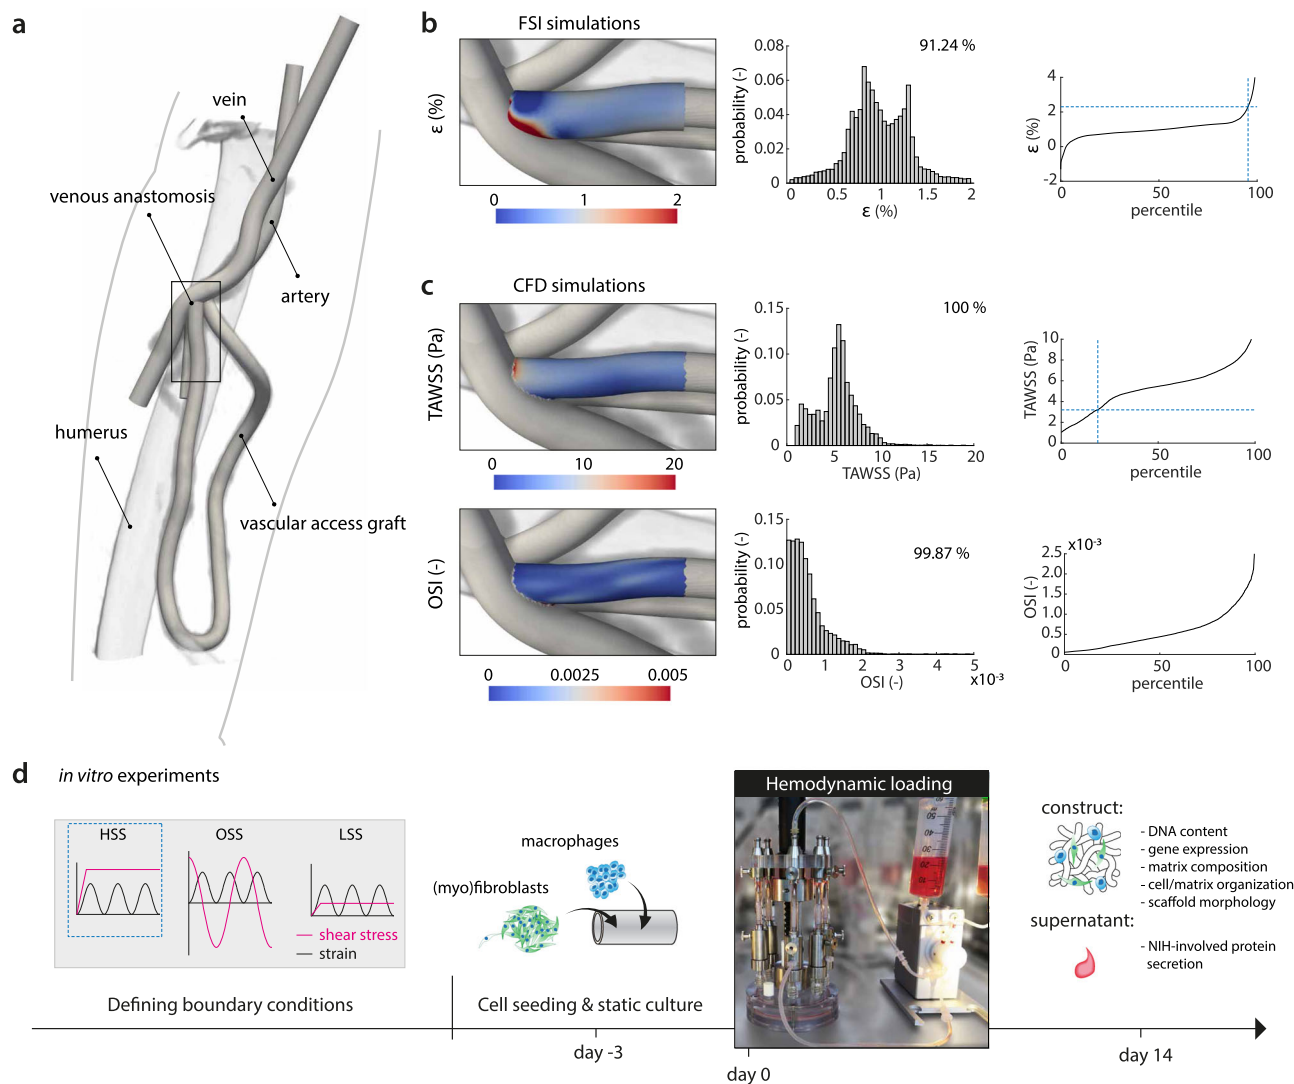 a
vein
venous anastomosis
artery
humerus
vascular access graft
b
FSI simulations
ε (%)
0 1 2
probability (-)
0.08
0.06
0.04
0.02
0
91.24 %
0 0.5 1 1.5 2
ε (%)
ε (%)
4
2
0
-2
0 50 100
percentile
c
CFD simulations
TAWSS (Pa)
0 10 20
probability (-)
0.15
0.10
0.05
0
100 %
0 5 10 15 20
TAWSS (Pa)
TAWSS (Pa)
10
8
6
4
2
0
0 50 100
percentile
OSI (-)
0 0.0025 0.005
probability (-)
0.15
0.10
0.05
0
99.87 %
0 1 2 3 4 5
OSI (-) x10⁻³
OSI (-)
x10⁻³
2.5
2.0
1.5
1.0
0.5
0
0 50 100
percentile
d
in vitro experiments
HSS OSS LSS
shear stress
strain
Defining boundary conditions
macrophages
(myo)fibroblasts
Cell seeding & static culture
day -3
Hemodynamic loading
50
40
30
20
10
day 0
construct:
- DNA content
- gene expression
- matrix composition
- cell/matrix organization
- scaffold morphology
supernatant:
- NIH-involved protein
secretion
day 14